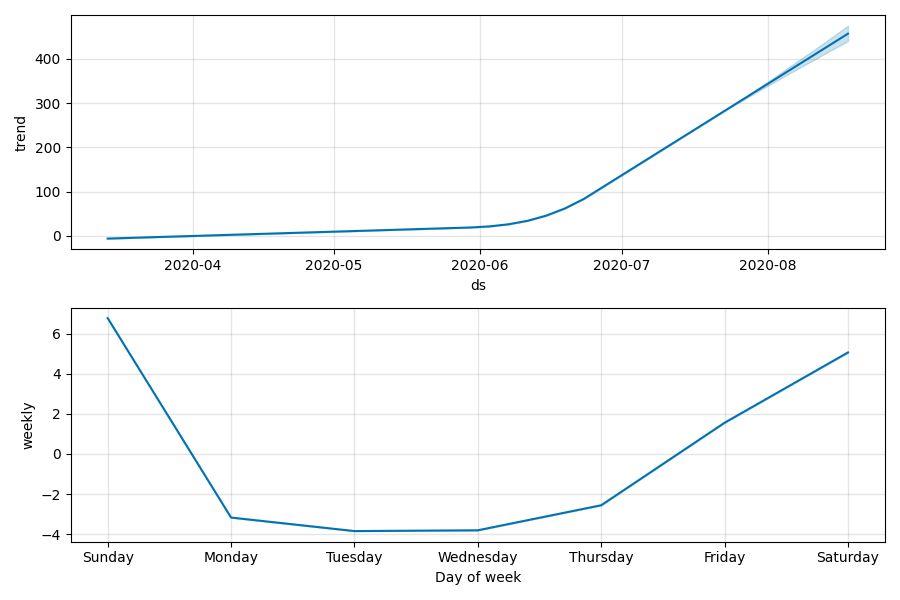 400
300
200
100
0
trend
2020-04 2020-05 2020-06 2020-07 2020-08
ds
6
4
2
0
−2
−4
weekly
Sunday Monday Tuesday Wednesday Thursday Friday Saturday
Day of week